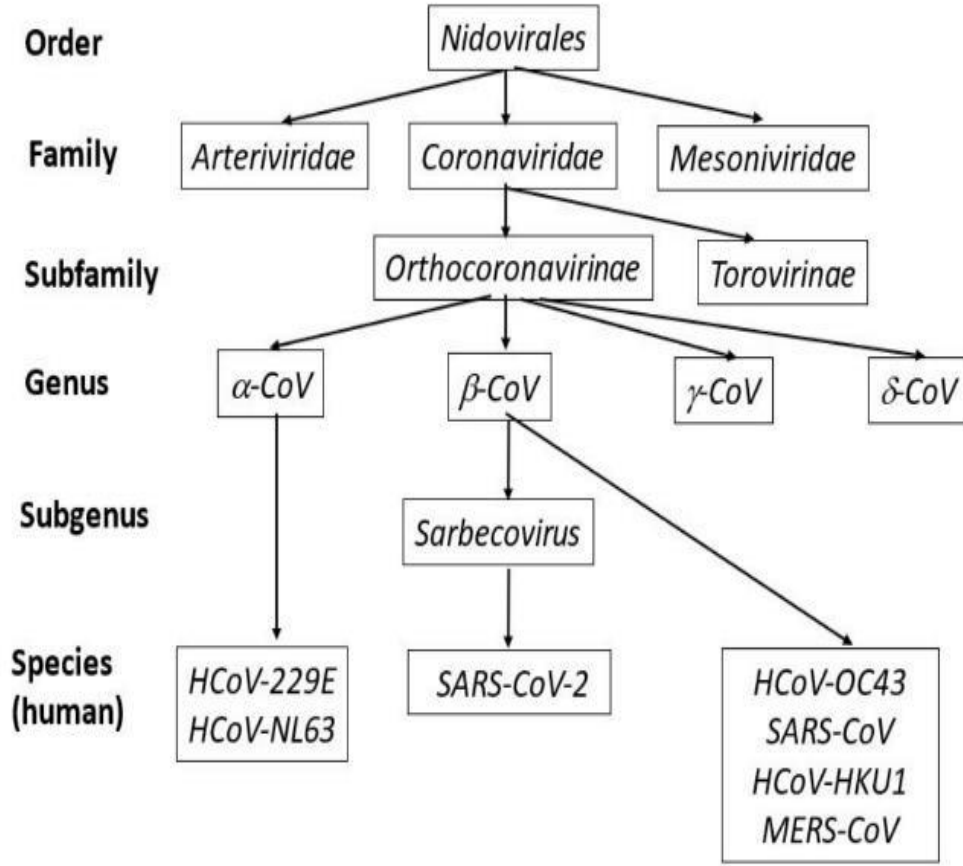 Order
Nidovirales
Family
Arteriviridae
Coronaviridae
Mesoniviridae
Subfamily
Orthocoronavirinae
Torovirinae
Genus
α-CoV
β-CoV
γ-CoV
δ-CoV
Subgenus
Sarbecovirus
Species
(human)
HCoV-229E
HCoV-NL63
SARS-CoV-2
HCoV-OC43
SARS-CoV
HCoV-HKU1
MERS-CoV